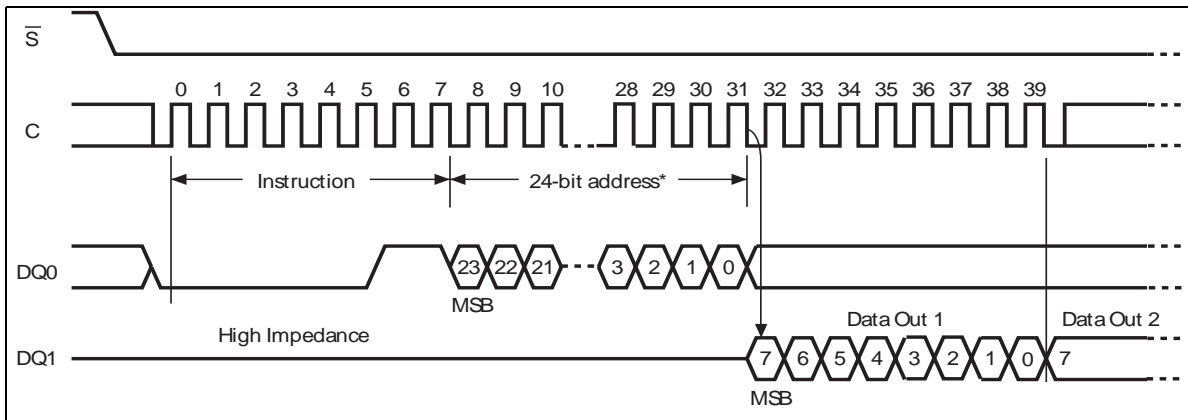 S
0 1 2 3 4 5 6 7 8 9 10 28 29 30 31 32 33 34 35 36 37 38 39
C
Instruction 24-bit address*
DQ0 23 22 21 3 2 1 0
MSB
High Impedance Data Out 1 Data Out 2
DQ1 7 6 5 4 3 2 1 0 7
MSB